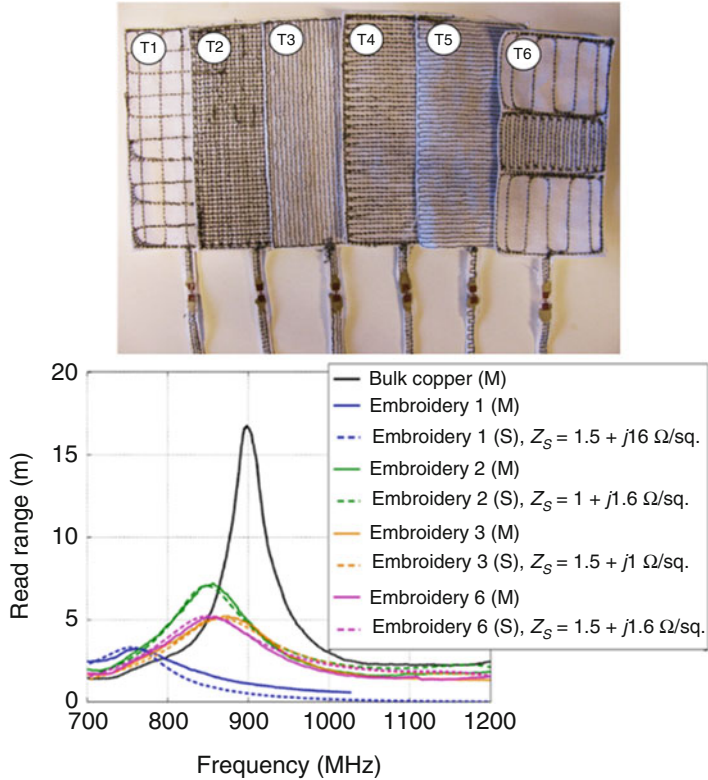 T1
T2
T3
T4
T5
T6
20
15
10
5
0
Read range (m)
700
800
900
1000
1100
1200
Frequency (MHz)
Bulk copper (M)
Embroidery 1 (M)
Embroidery 1 (S), Z_S = 1.5 + j16 Ω/sq.
Embroidery 2 (M)
Embroidery 2 (S), Z_S = 1 + j1.6 Ω/sq.
Embroidery 3 (M)
Embroidery 3 (S), Z_S = 1.5 + j1 Ω/sq.
Embroidery 6 (M)
Embroidery 6 (S), Z_S = 1.5 + j1.6 Ω/sq.